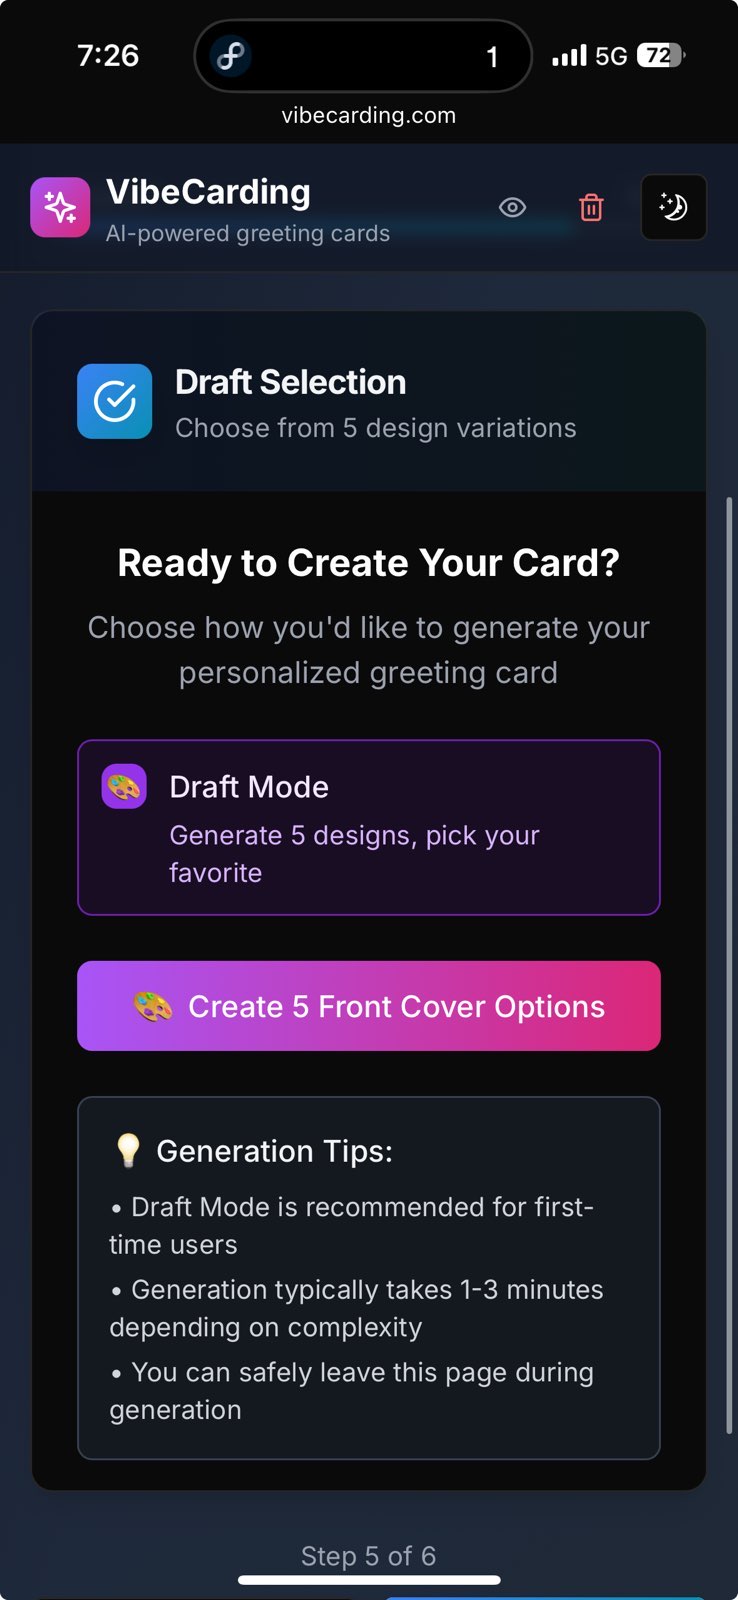 7:26
1
5G
72
vibecarding.com
VibeCarding
AI-powered greeting cards
Draft Selection
Choose from 5 design variations
Ready to Create Your Card?
Choose how you'd like to generate your
personalized greeting card
Draft Mode
Generate 5 designs, pick your
favorite
Create 5 Front Cover Options
Generation Tips:
• Draft Mode is recommended for first-
time users
• Generation typically takes 1-3 minutes
depending on complexity
• You can safely leave this page during
generation
Step 5 of 6